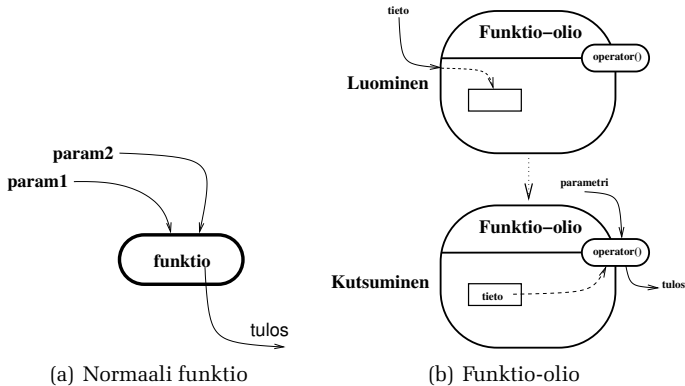 param2
param1
funktio
tulos
(a) Normaali funktio
tieto
Funktio–olio
operator()
Luominen
parametri
Funktio–olio
operator()
Kutsuminen
tieto
tulos
(b) Funktio-olio